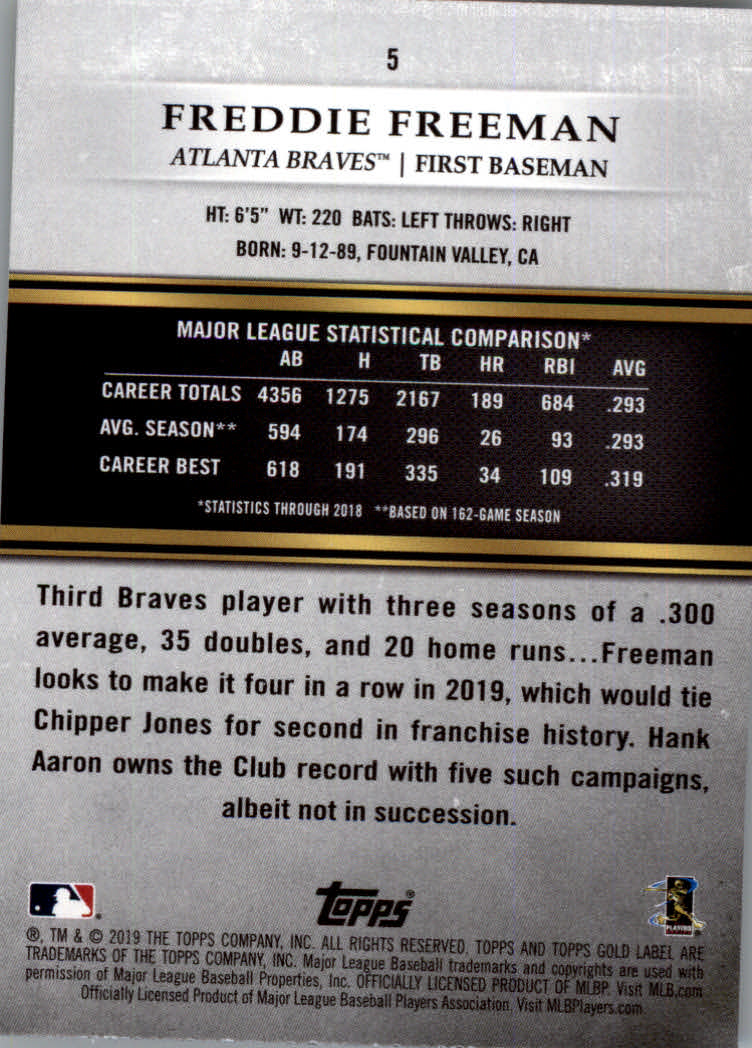 5
FREDDIE FREEMAN
ATLANTA BRAVES™ | FIRST BASEMAN
HT: 6'5" WT: 220 BATS: LEFT THROWS: RIGHT
BORN: 9-12-89, FOUNTAIN VALLEY, CA
MAJOR LEAGUE STATISTICAL COMPARISON*
AB H TB HR RBI AVG
CAREER TOTALS 4356 1275 2167 189 684 .293
AVG. SEASON** 594 174 296 26 93 .293
CAREER BEST 618 191 335 34 109 .319
*STATISTICS THROUGH 2018 **BASED ON 162-GAME SEASON
Third Braves player with three seasons of a .300
average, 35 doubles, and 20 home runs...Freeman
looks to make it four in a row in 2019, which would tie
Chipper Jones for second in franchise history. Hank
Aaron owns the Club record with five such campaigns,
albeit not in succession.
®
topps®
PLAYERS
®, TM & © 2019 THE TOPPS COMPANY, INC. ALL RIGHTS RESERVED. TOPPS AND TOPPS GOLD LABEL ARE
TRADEMARKS OF THE TOPPS COMPANY, INC. Major League Baseball trademarks and copyrights are used with
permission of Major League Baseball Properties, Inc. OFFICIALLY LICENSED PRODUCT OF MLBP. Visit MLB.com
Officially Licensed Product of Major League Baseball Players Association. Visit MLBPlayers.com